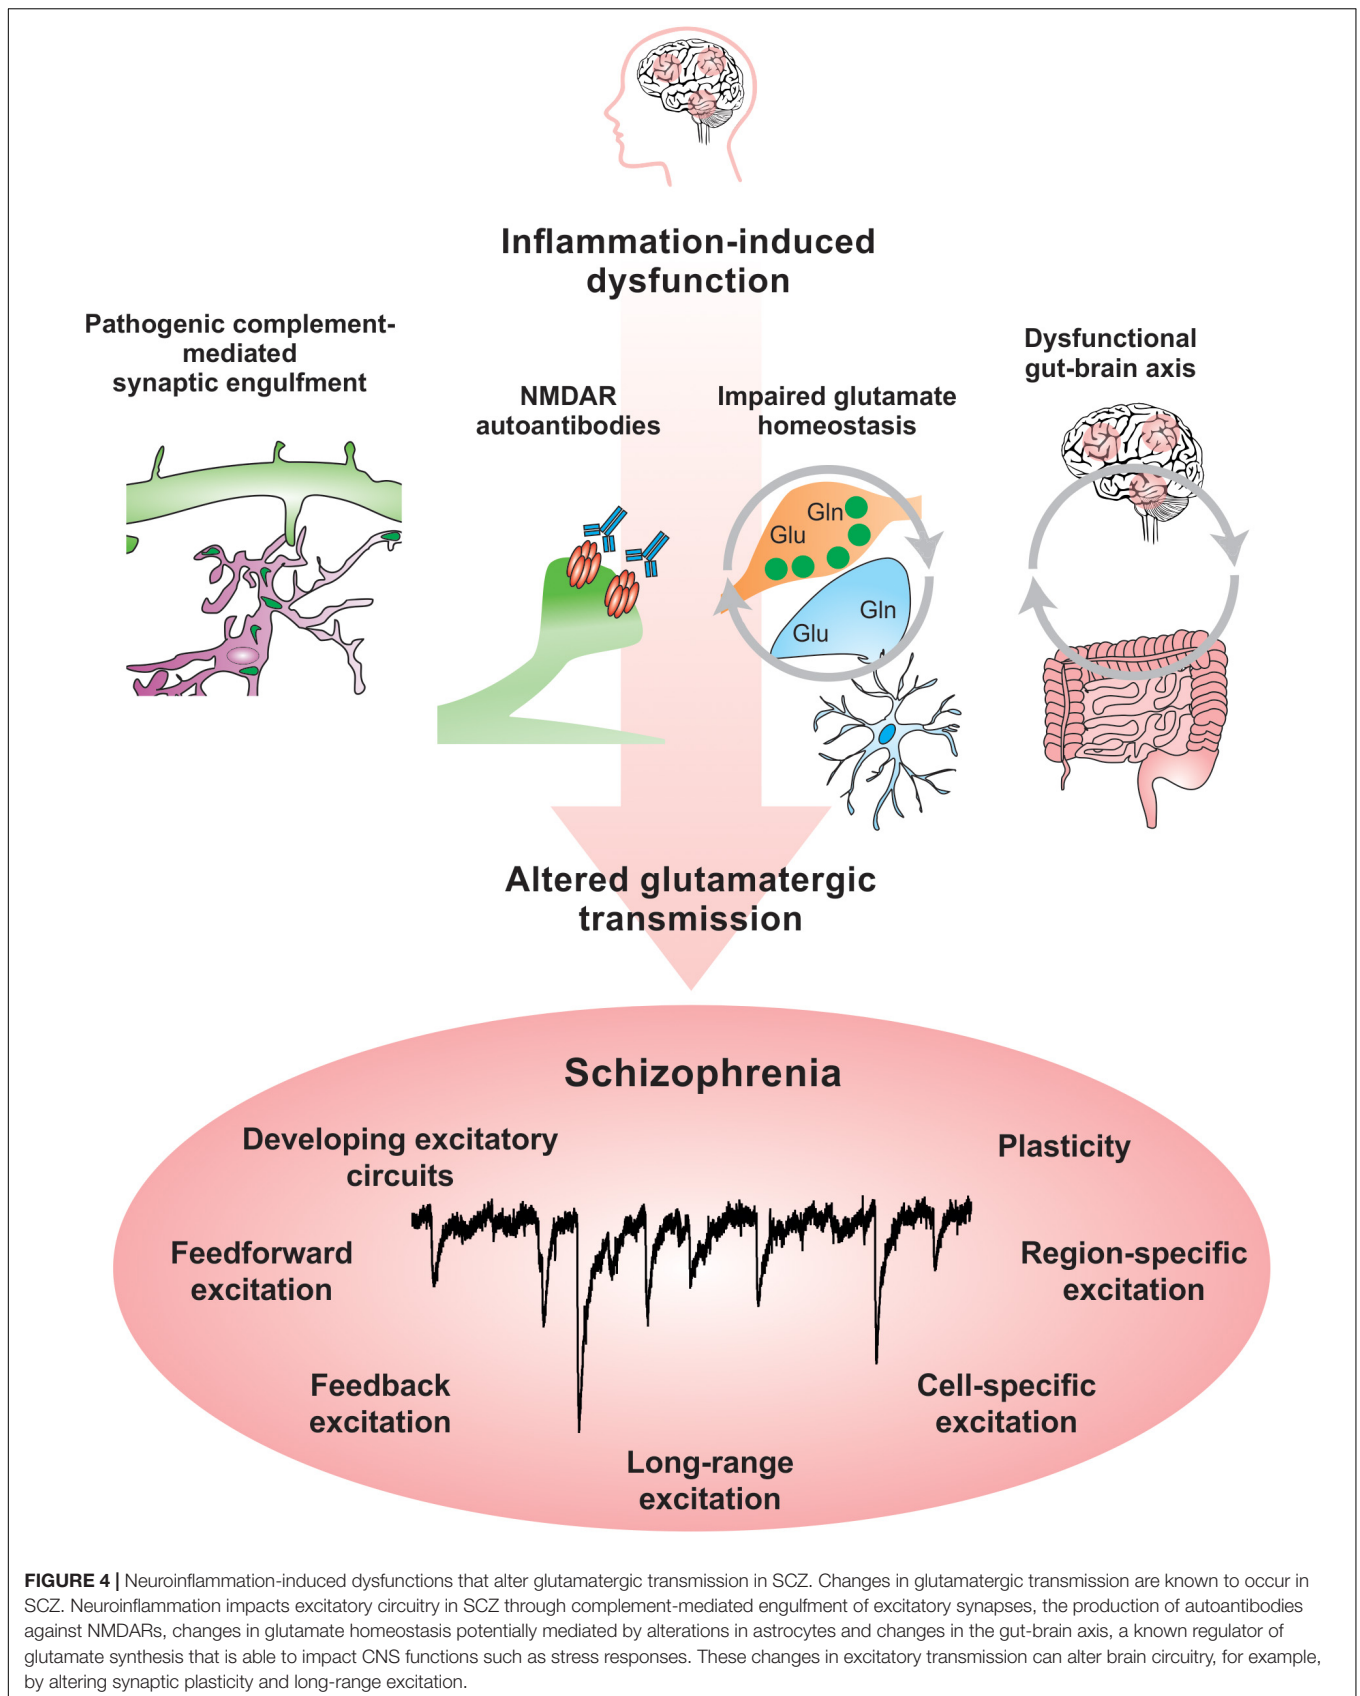 Inflammation-induced
dysfunction
Pathogenic complement-
mediated
synaptic engulfment
NMDAR
autoantibodies
Impaired glutamate
homeostasis
Dysfunctional
gut-brain axis
Gln
Glu
Gln
Glu
Altered glutamatergic
transmission
Schizophrenia
Developing excitatory
circuits
Plasticity
Feedforward
excitation
Region-specific
excitation
Feedback
excitation
Cell-specific
excitation
Long-range
excitation
FIGURE 4 | Neuroinflammation-induced dysfunctions that alter glutamatergic transmission in SCZ. Changes in glutamatergic transmission are known to occur in
SCZ. Neuroinflammation impacts excitatory circuitry in SCZ through complement-mediated engulfment of excitatory synapses, the production of autoantibodies
against NMDARs, changes in glutamate homeostasis potentially mediated by alterations in astrocytes and changes in the gut-brain axis, a known regulator of
glutamate synthesis that is able to impact CNS functions such as stress responses. These changes in excitatory transmission can alter brain circuitry, for example,
by altering synaptic plasticity and long-range excitation.